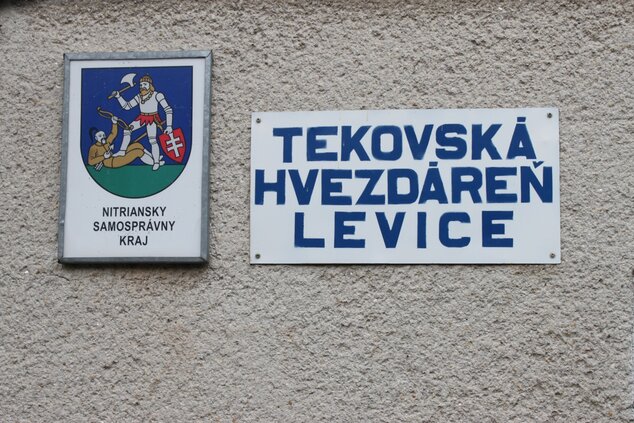 NITRIANSKY
SAMOSPRÁVNY
KRAJ
TEKOVSKÁ
HVEZDÁREŇ
LEVICE